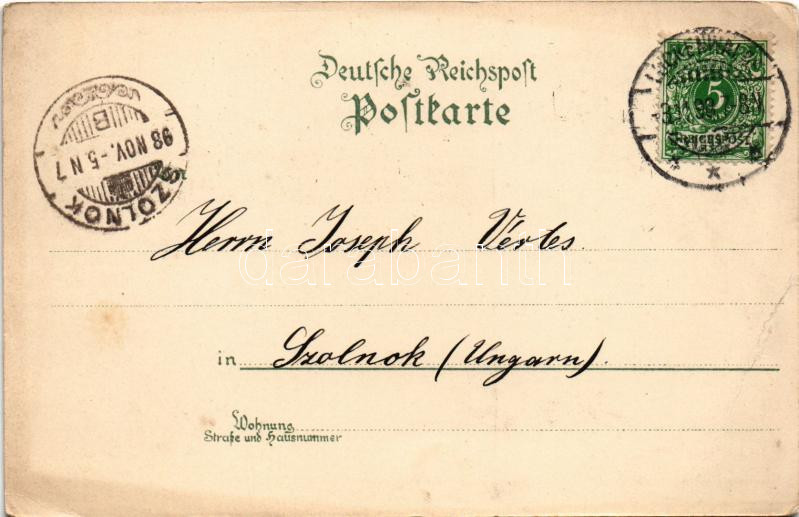 Deutsche Reichspost
Postkarte
5
SZOLNOK
98 NOV.-5. N 7
B
Herrn Joseph Vértes
darabanth
in Szolnok (Ungarn).
Wohnung
Straße und Hausnummer